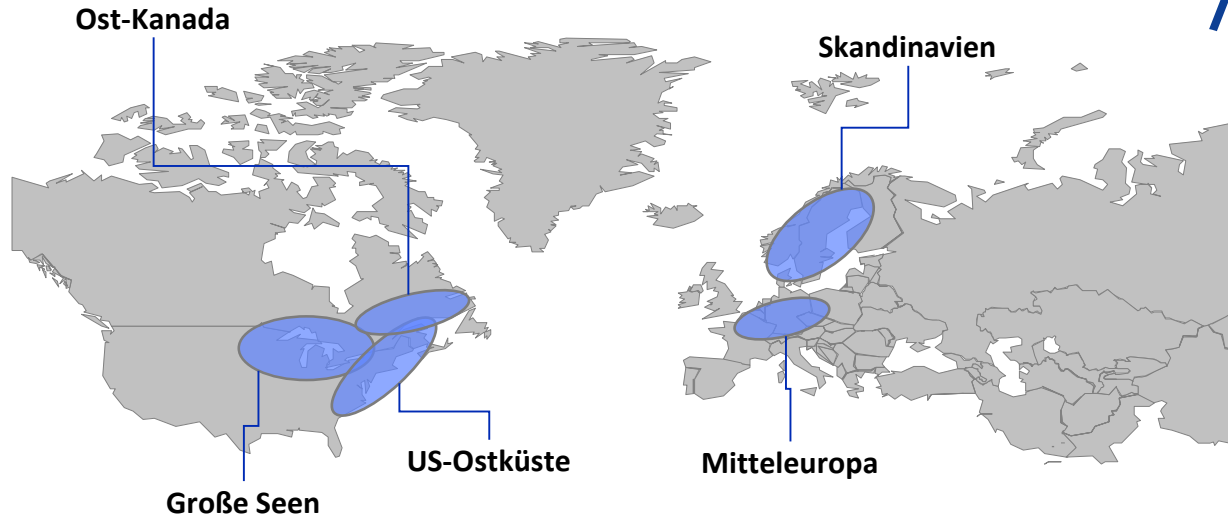 Ost-Kanada
Skandinavien
US-Ostküste
Mitteleuropa
Große Seen